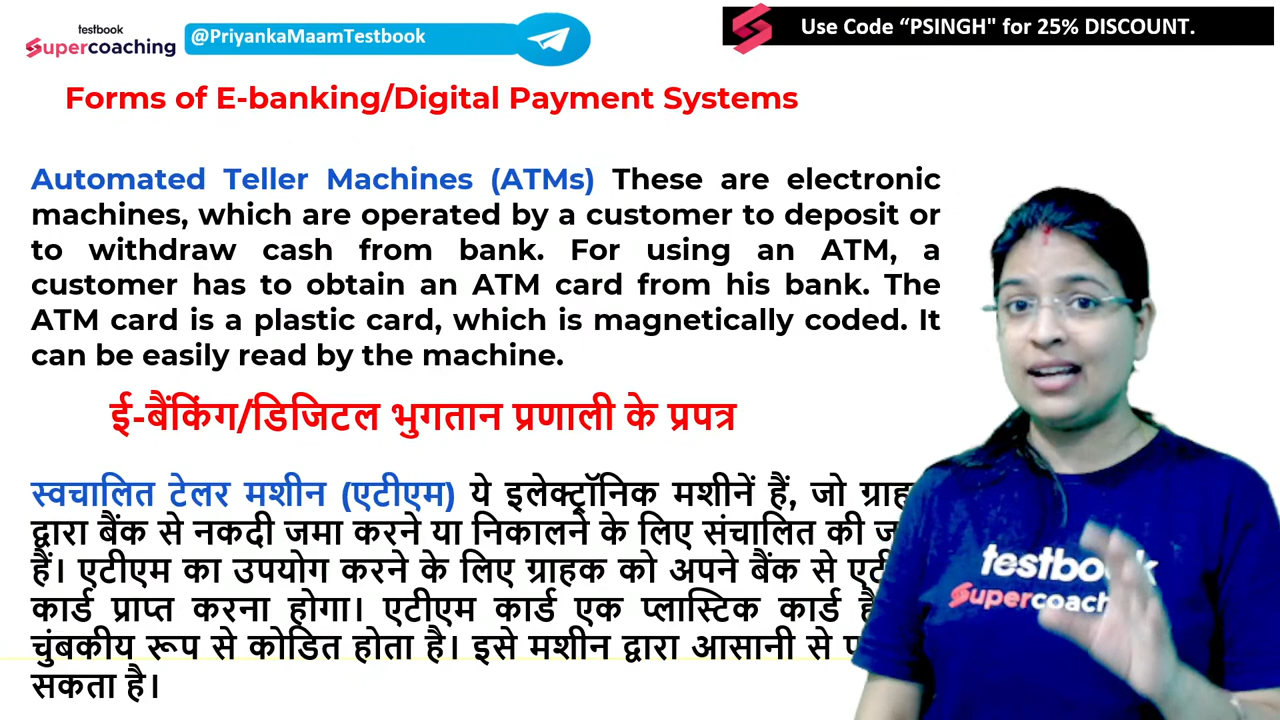 testbook
Supercoaching
@PriyankaMaamTestbook
Use Code “PSINGH" for 25% DISCOUNT.
Forms of E-banking/Digital Payment Systems
Automated Teller Machines (ATMs) These are electronic
machines, which are operated by a customer to deposit or
to withdraw cash from bank. For using an ATM, a
customer has to obtain an ATM card from his bank. The
ATM card is a plastic card, which is magnetically coded. It
can be easily read by the machine.
ई-बैंकिंग/डिजिटल भुगतान प्रणाली के प्रपत्र
स्वचालित टेलर मशीन (एटीएम) ये इलेक्ट्रॉनिक मशीनें हैं, जो
द्वारा बैंक से नकदी जमा करने या निकालने के लिए संचालित की
हैं। एटीएम का उपयोग करने के लिए ग्राहक को अपने बैंक से
कार्ड प्राप्त करना होगा। एटीएम कार्ड एक प्लास्टिक कार्ड
चुंबकीय रूप से कोडित होता है। इसे मशीन द्वारा आसानी से
सकता है।
testbook
Supercoach